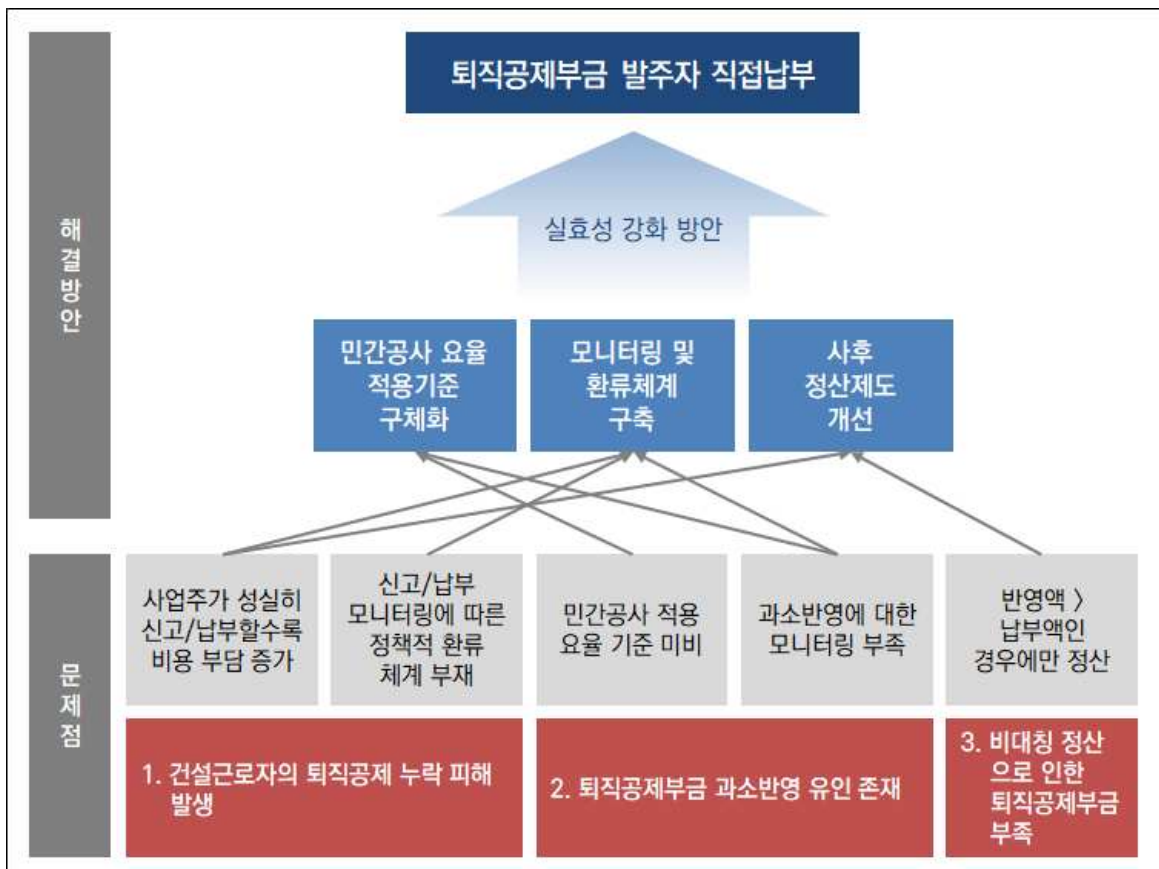 해결방안
퇴직공제부금 발주자 직접납부
실효성 강화 방안
민간공사 요율
적용기준
구체화
모니터링 및
환류체계
구축
사후
정산제도
개선
문제점
사업주가 성실히
신고/납부할수록
비용 부담 증가
신고/납부
모니터링에 따른
정책적 환류
체계 부재
민간공사 적용
요율 기준 미비
과소반영에 대한
모니터링 부족
반영액 〉
납부액인
경우에만 정산
1. 건설근로자의 퇴직공제 누락 피해
발생
2. 퇴직공제부금 과소반영 유인 존재
3. 비대칭 정산
으로 인한
퇴직공제부금
부족